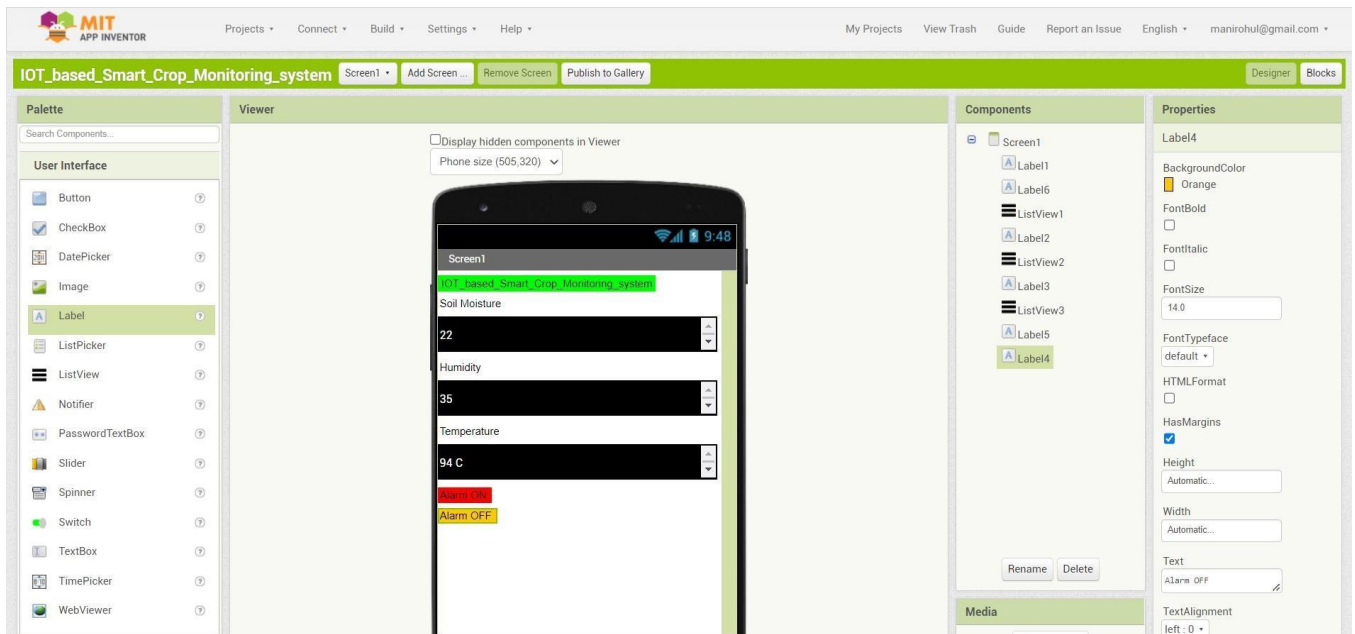 MIT
APP INVENTOR
Projects Connect Build Settings Help
My Projects View Trash Guide Report an Issue English manirohul@gmail.com
IOT_based_Smart_Crop_Monitoring_system Screen1 Add Screen ... Remove Screen Publish to Gallery Designer Blocks
Palette
Search Components...
User Interface
Button
CheckBox
DatePicker
Image
Label
ListPicker
ListView
Notifier
PasswordTextBox
Slider
Spinner
Switch
TextBox
TimePicker
WebViewer
Viewer
Display hidden components in Viewer
Phone size (505,320)
9:48
Screen1
IOT_based_Smart_Crop_Monitoring_system
Soil Moisture
22
Humidity
35
Temperature
94 C
Alarm ON
Alarm OFF
Components
Screen1
Label1
Label6
ListView1
Label2
ListView2
Label3
ListView3
Label5
Label4
Rename Delete
Media
Properties
Label4
BackgroundColor
Orange
FontBold
FontItalic
FontSize
14.0
FontTypeface
default
HTMLFormat
HasMargins
Height
Automatic...
Width
Automatic...
Text
Alarm OFF
TextAlignment
left : 0